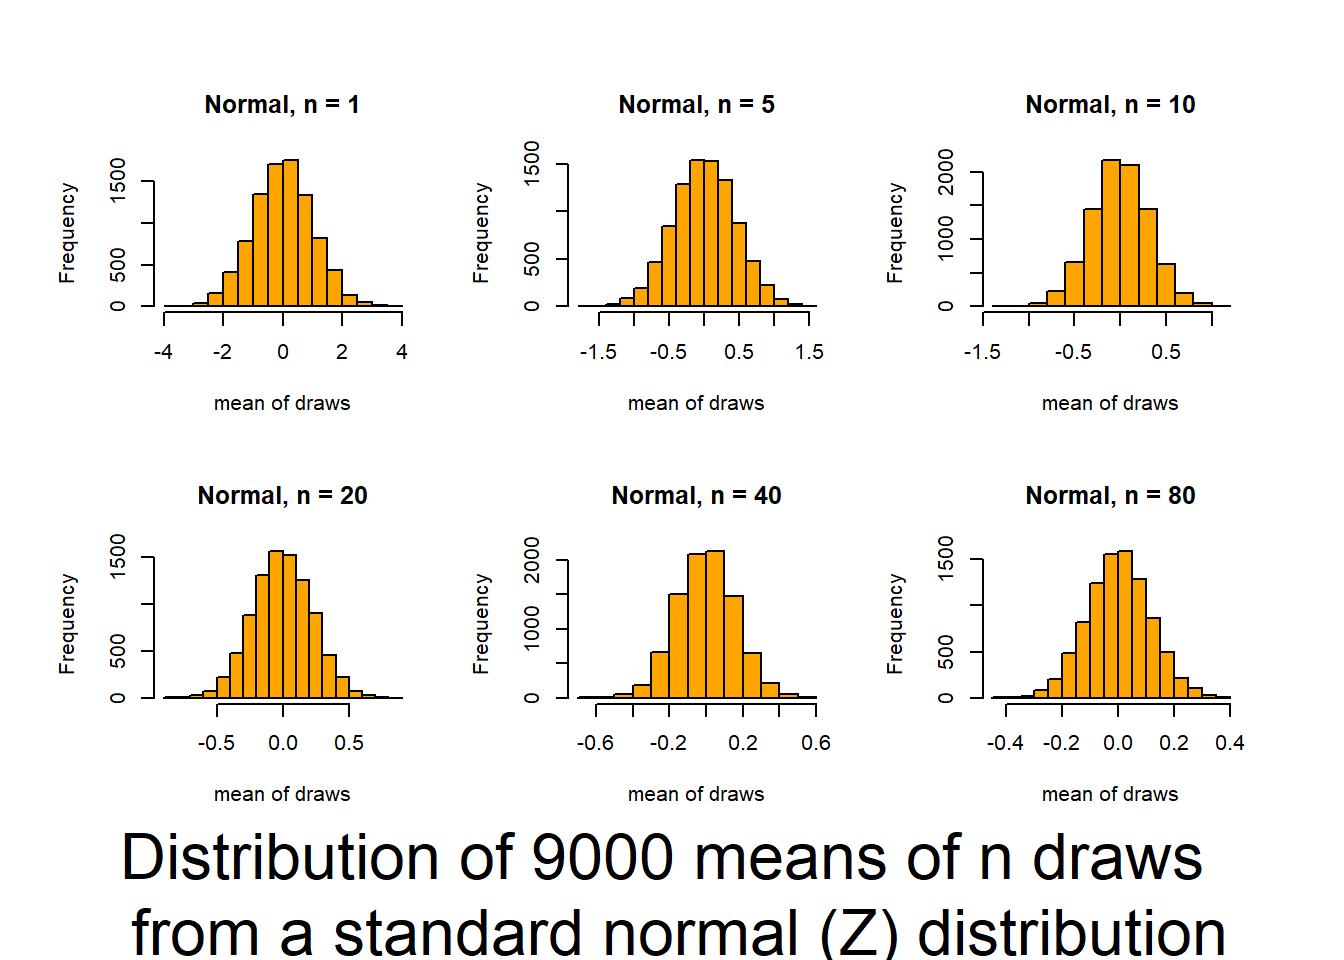 Normal, n = 1
Frequency
0 500 1500
-4 -2 0 2 4
mean of draws
Normal, n = 5
Frequency
0 500 1500
-1.5 -0.5 0.5 1.5
mean of draws
Normal, n = 10
Frequency
0 1000 2000
-1.5 -0.5 0.5
mean of draws
Normal, n = 20
Frequency
0 500 1500
-0.5 0.0 0.5
mean of draws
Normal, n = 40
Frequency
0 1000 2000
-0.6 -0.2 0.2 0.6
mean of draws
Normal, n = 80
Frequency
0 500 1500
-0.4 -0.2 0.0 0.2 0.4
mean of draws
Distribution of 9000 means of n draws
from a standard normal (Z) distribution